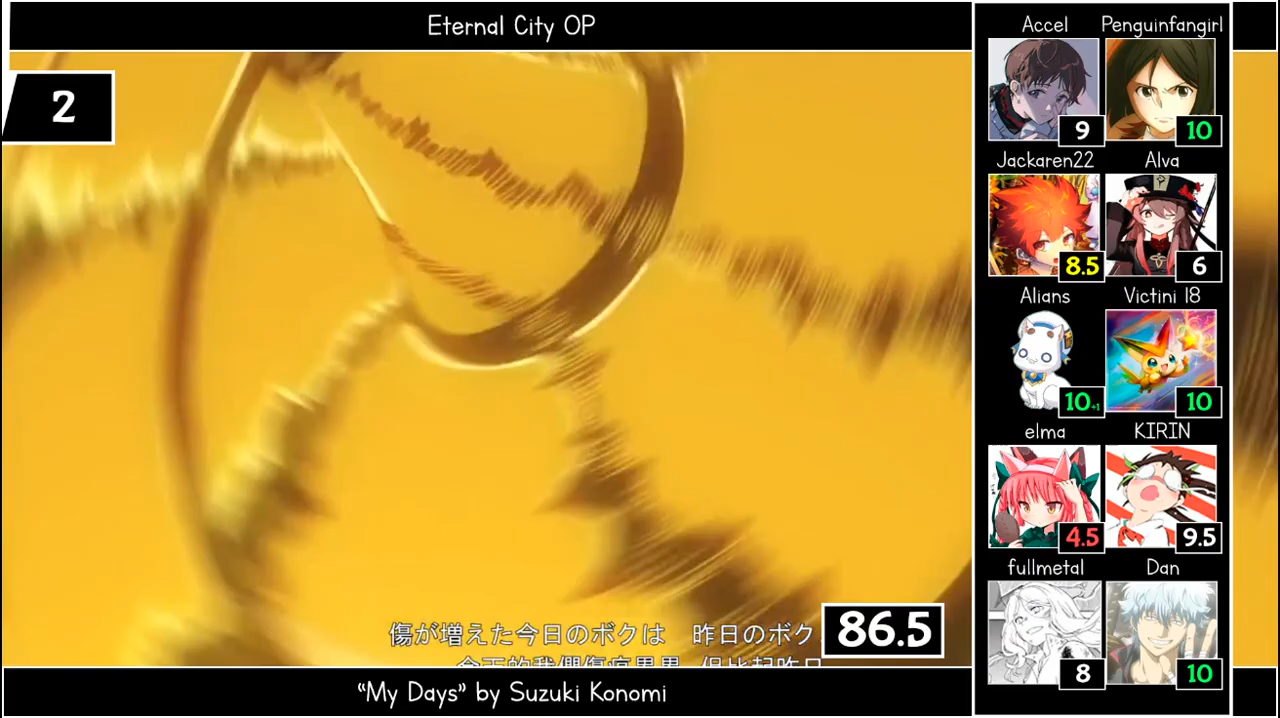 Eternal City OP
2
傷が増えた今日のボクは 昨日のボク
86.5
“My Days” by Suzuki Konomi
Accel
9
Penguinfangirl
10
Jackaren22
8.5
Alva
6
Alians
10+1
Victini 18
10
elma
4.5
KIRIN
9.5
fullmetal
8
Dan
10